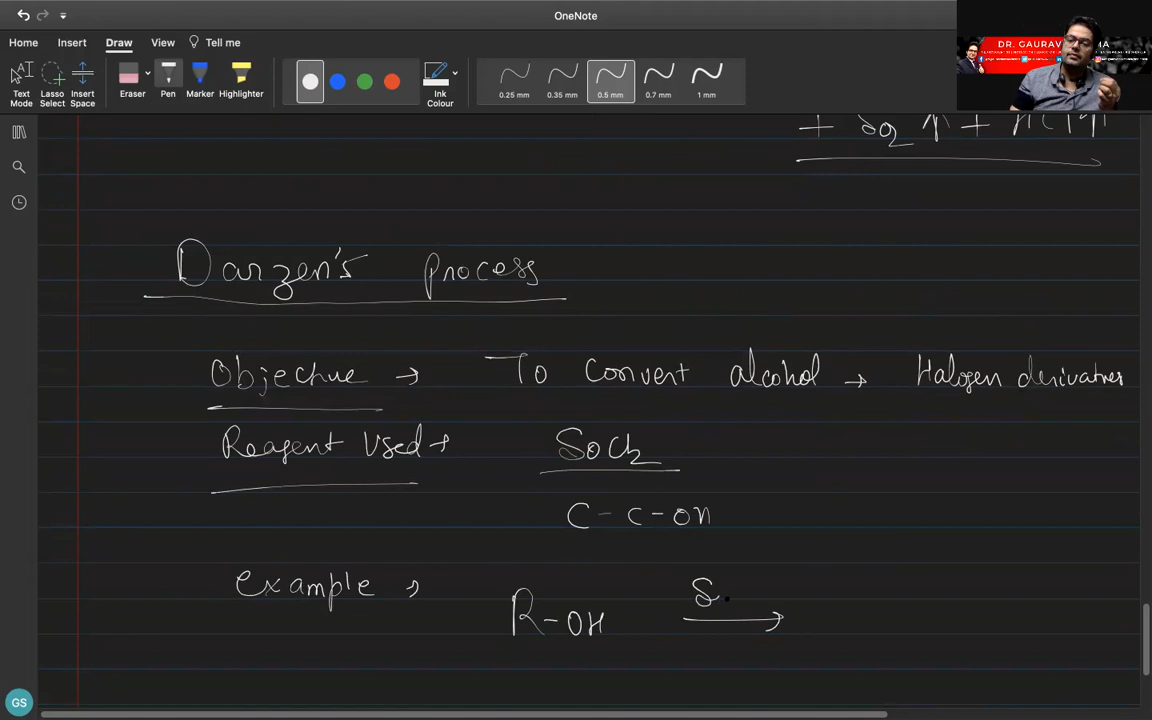 OneNote
Home Insert Draw View Tell me
DR. GAURAV
Text Mode
Lasso Select
Insert Space
Eraser
Pen
Marker
Highlighter
Ink Colour
0.25 mm
0.35 mm
0.5 mm
0.7 mm
1 mm
Darzen's process
Objective → To convert alcohol → Halogen derivatives
Reagent Used → SOCl2
C - C - OH
example →
R-OH S
GS